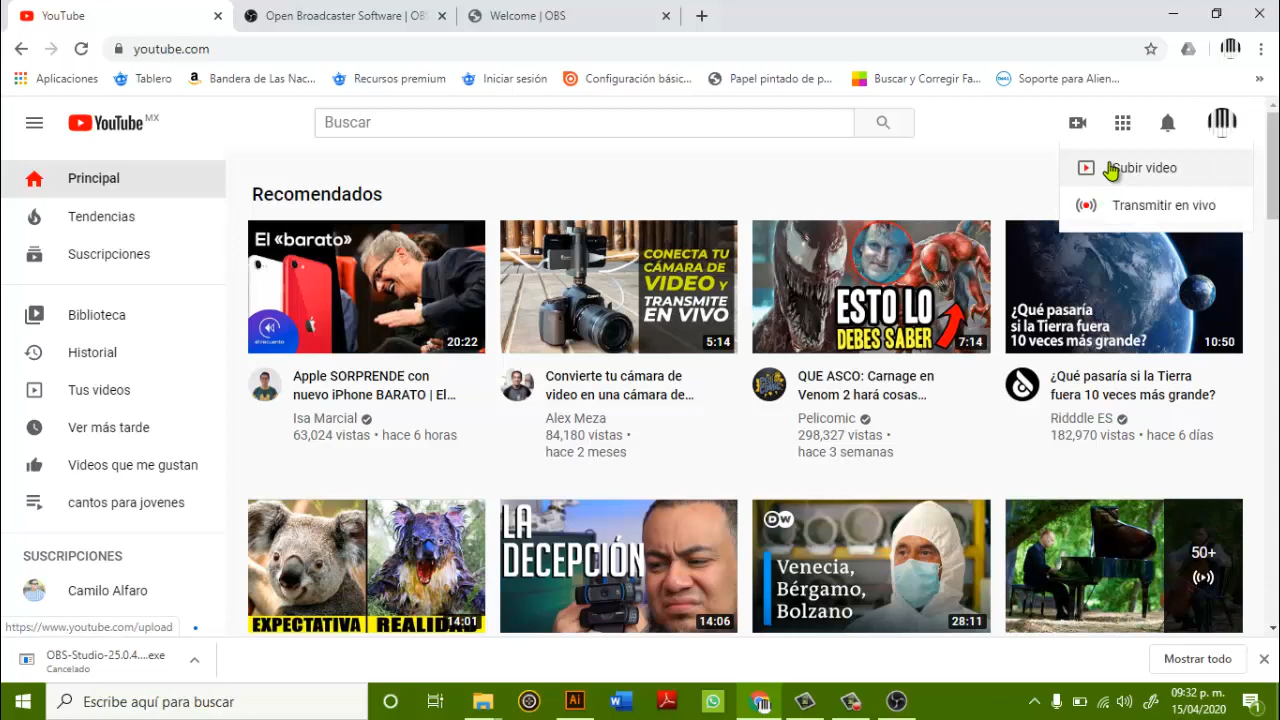 YouTube
Open Broadcaster Software | OBS
Welcome | OBS
youtube.com
Aplicaciones
Tablero
Bandera de Las Nac...
Recursos premium
Iniciar sesión
Configuración básic...
Papel pintado de p...
Buscar y Corregir Fa...
Soporte para Alien...
YouTube MX
Buscar
Subir video
Transmitir en vivo
Principal
Tendencias
Suscripciones
Biblioteca
Historial
Tus videos
Ver más tarde
Videos que me gustan
cantos para jovenes
SUSCRIPCIONES
Camilo Alfaro
Recomendados
El «barato»
20:22
Apple SORPRENDE con
nuevo iPhone BARATO | El...
Isa Marcial
63,024 vistas • hace 6 horas
CONECTA TU
CÁMARA DE
VIDEO Y
TRANSMITE
EN VIVO
5:14
Convierte tu cámara de
video en una cámara de...
Alex Meza
84,180 vistas •
hace 2 meses
ESTO LO
DEBES SABER
7:14
QUE ASCO: Carnage en
Venom 2 hará cosas...
Pelicomic
298,327 vistas •
hace 3 semanas
¿Qué pasaría
si la Tierra fuera
10 veces más grande?
10:50
¿Qué pasaría si la Tierra
fuera 10 veces más grande?
Ridddle ES
182,970 vistas • hace 6 días
EXPECTATIVA
REALIDAD
14:01
LA
DECEPCIÓN
14:06
DW
Venecia,
Bérgamo,
Bolzano
28:11
50+
https://www.youtube.com/upload
OBS-Studio-25.0.4....exe
Cancelado
Mostrar todo
Escribe aquí para buscar
09:32 p. m.
15/04/2020